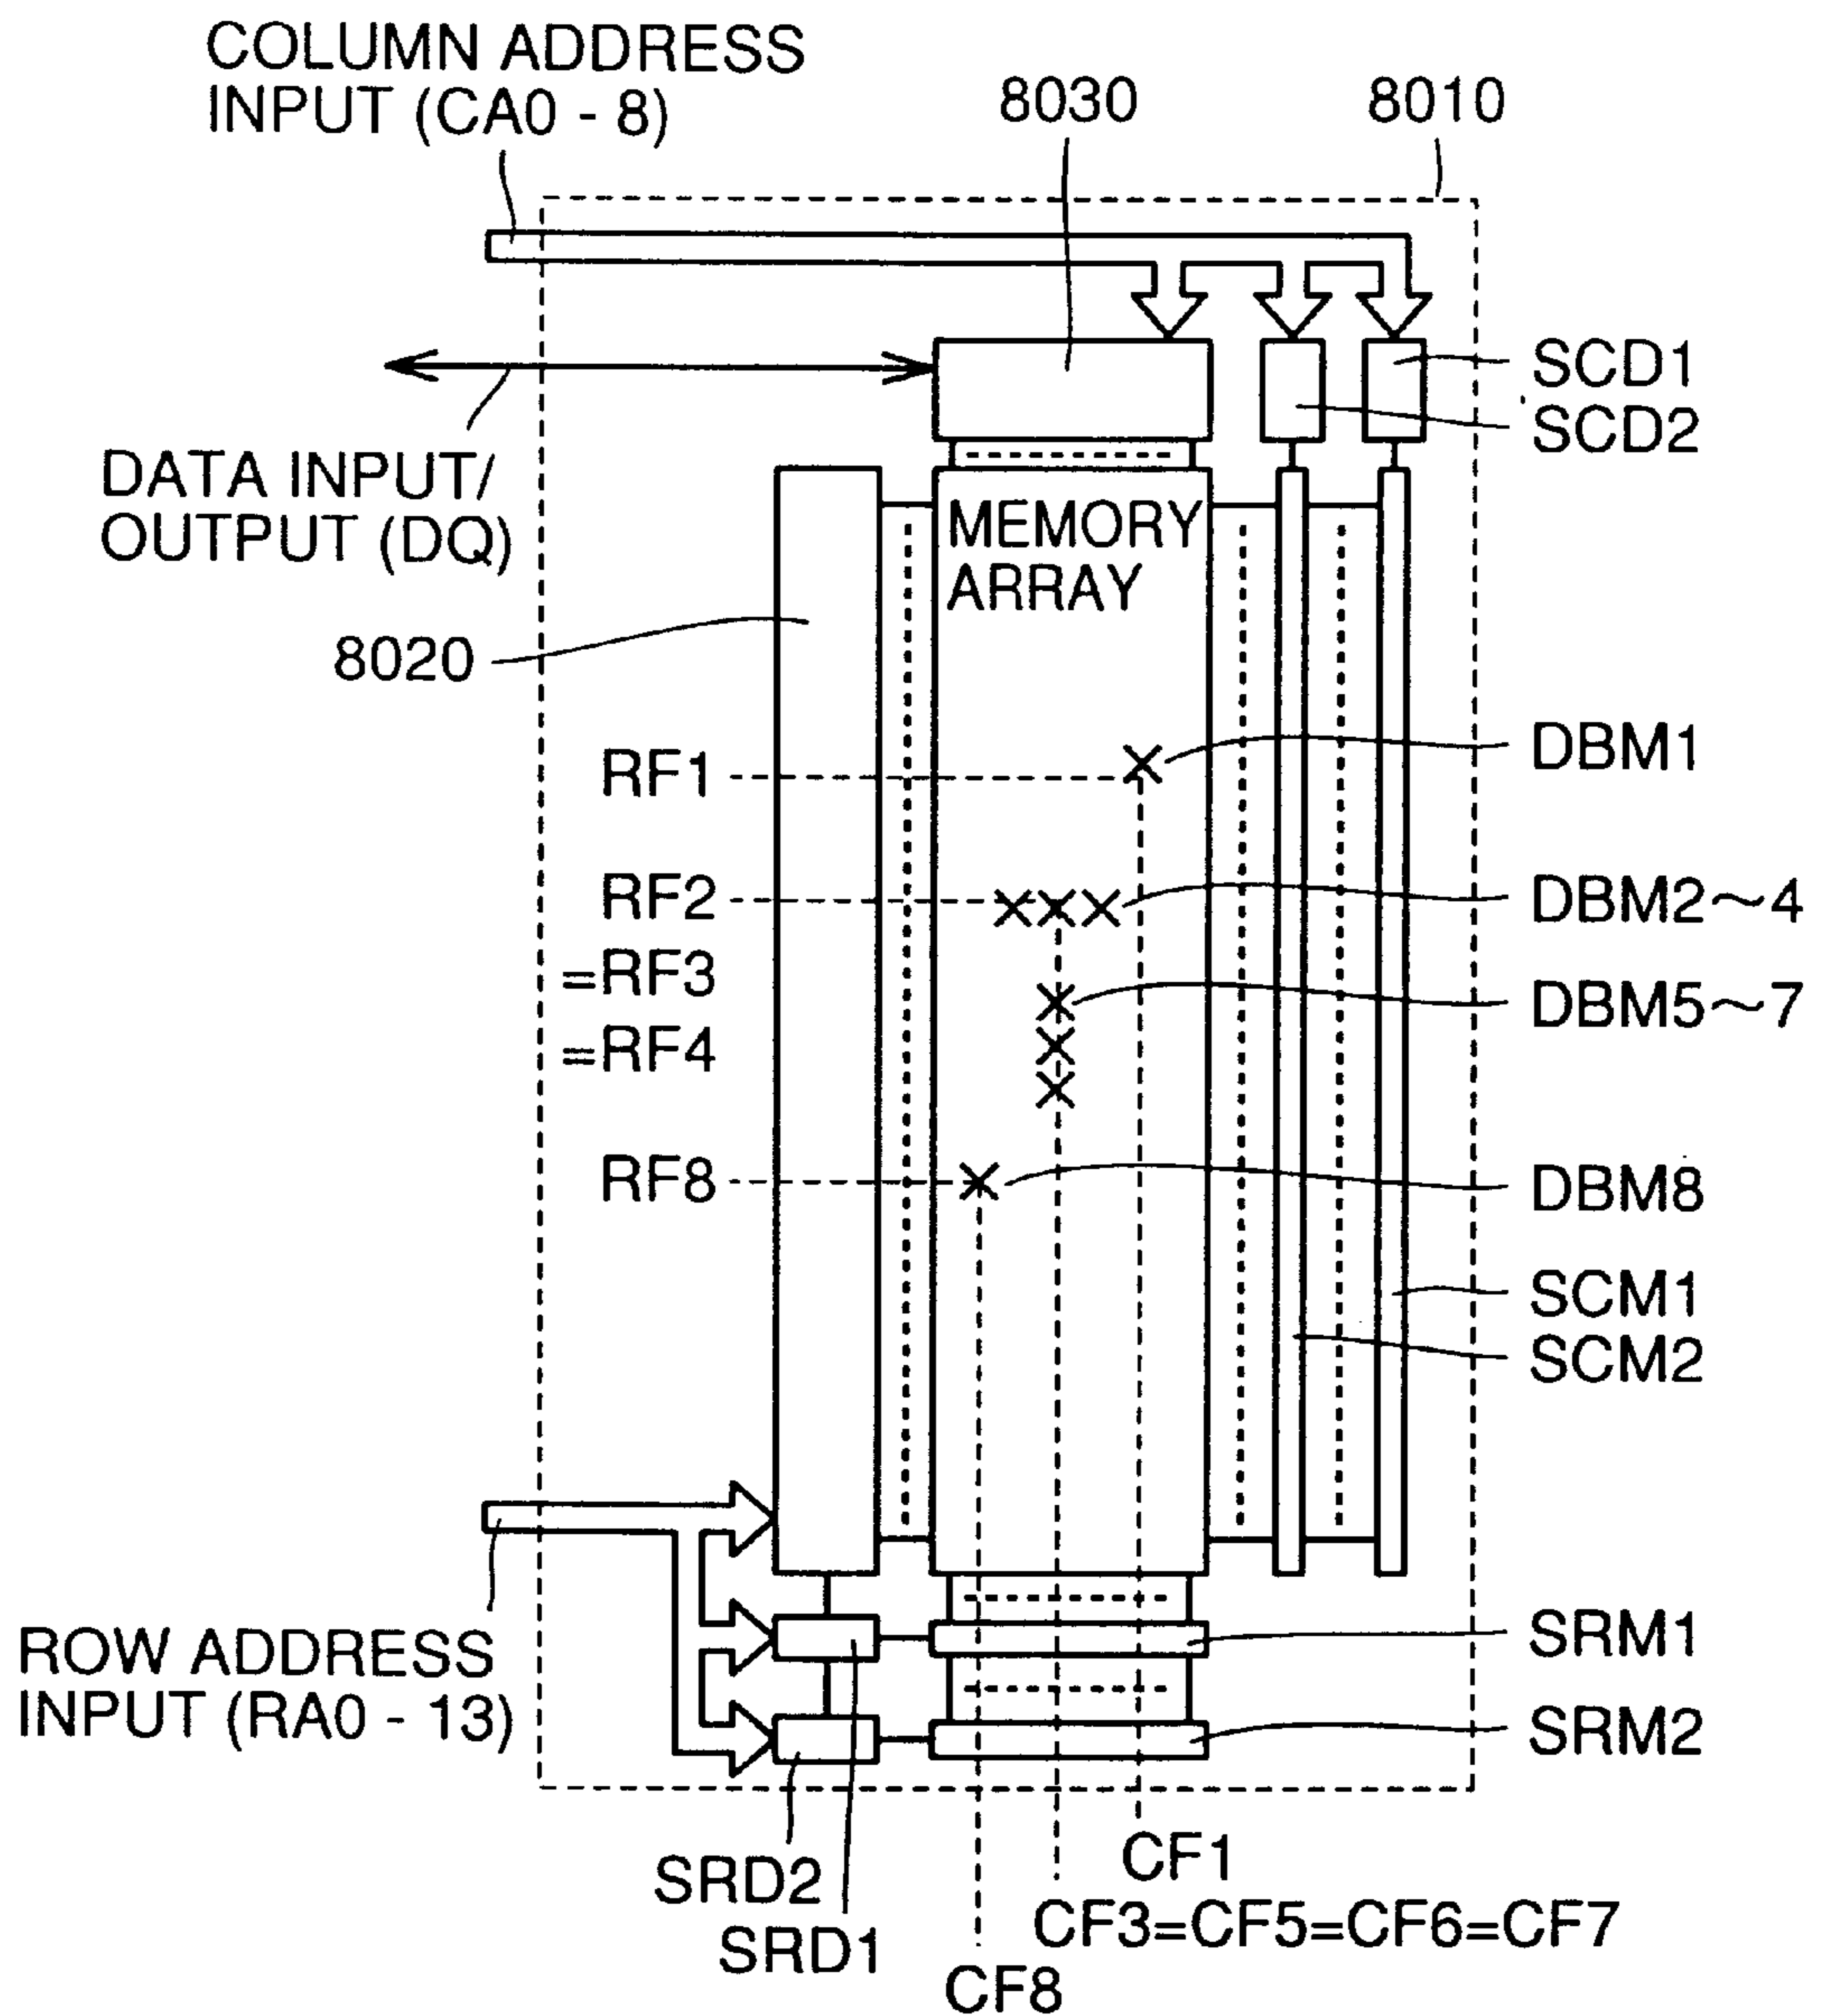 COLUMN ADDRESS
INPUT (CA0 - 8)
8030
8010
SCD1
SCD2
DATA INPUT/
OUTPUT (DQ)
MEMORY
ARRAY
8020
RF1
DBM1
RF2
DBM2~4
=RF3
DBM5~7
=RF4
RF8
DBM8
SCM1
SCM2
ROW ADDRESS
INPUT (RA0 - 13)
SRM1
SRM2
SRD2
SRD1
CF1
CF3=CF5=CF6=CF7
CF8